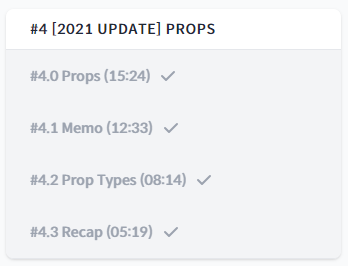 #4 [2021 UPDATE] PROPS
#4.0 Props (15:24)
#4.1 Memo (12:33)
#4.2 Prop Types (08:14)
#4.3 Recap (05:19)